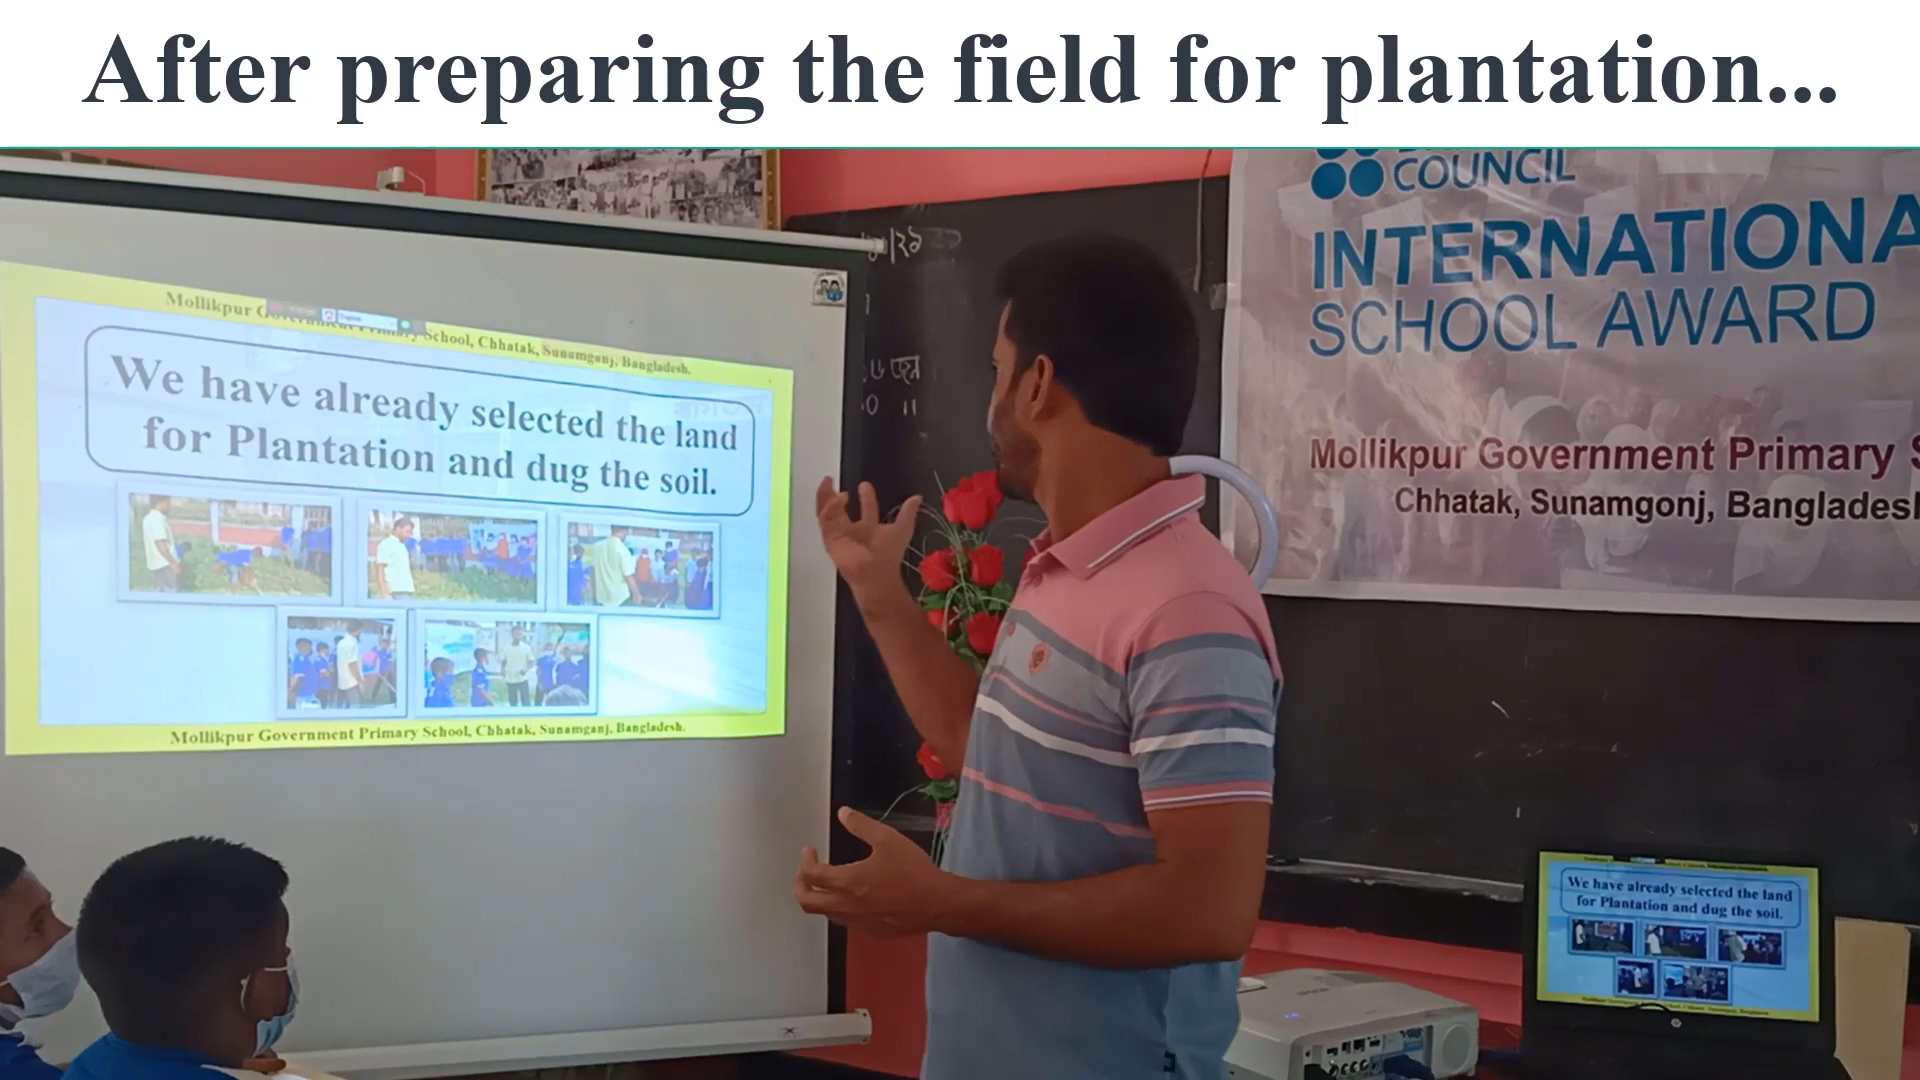 After preparing the field for plantation...
COUNCIL
INTERNATIONA
SCHOOL AWARD
Mollikpur Government Primary S
Chhatak, Sunamgonj, Bangladesh
Mollikpur Government Primary School, Chhatak, Sunamganj, Bangladesh.
We have already selected the land
for Plantation and dug the soil.
Mollikpur Government Primary School, Chhatak, Sunamganj, Bangladesh.
We have already selected the land
for Plantation and dug the soil.